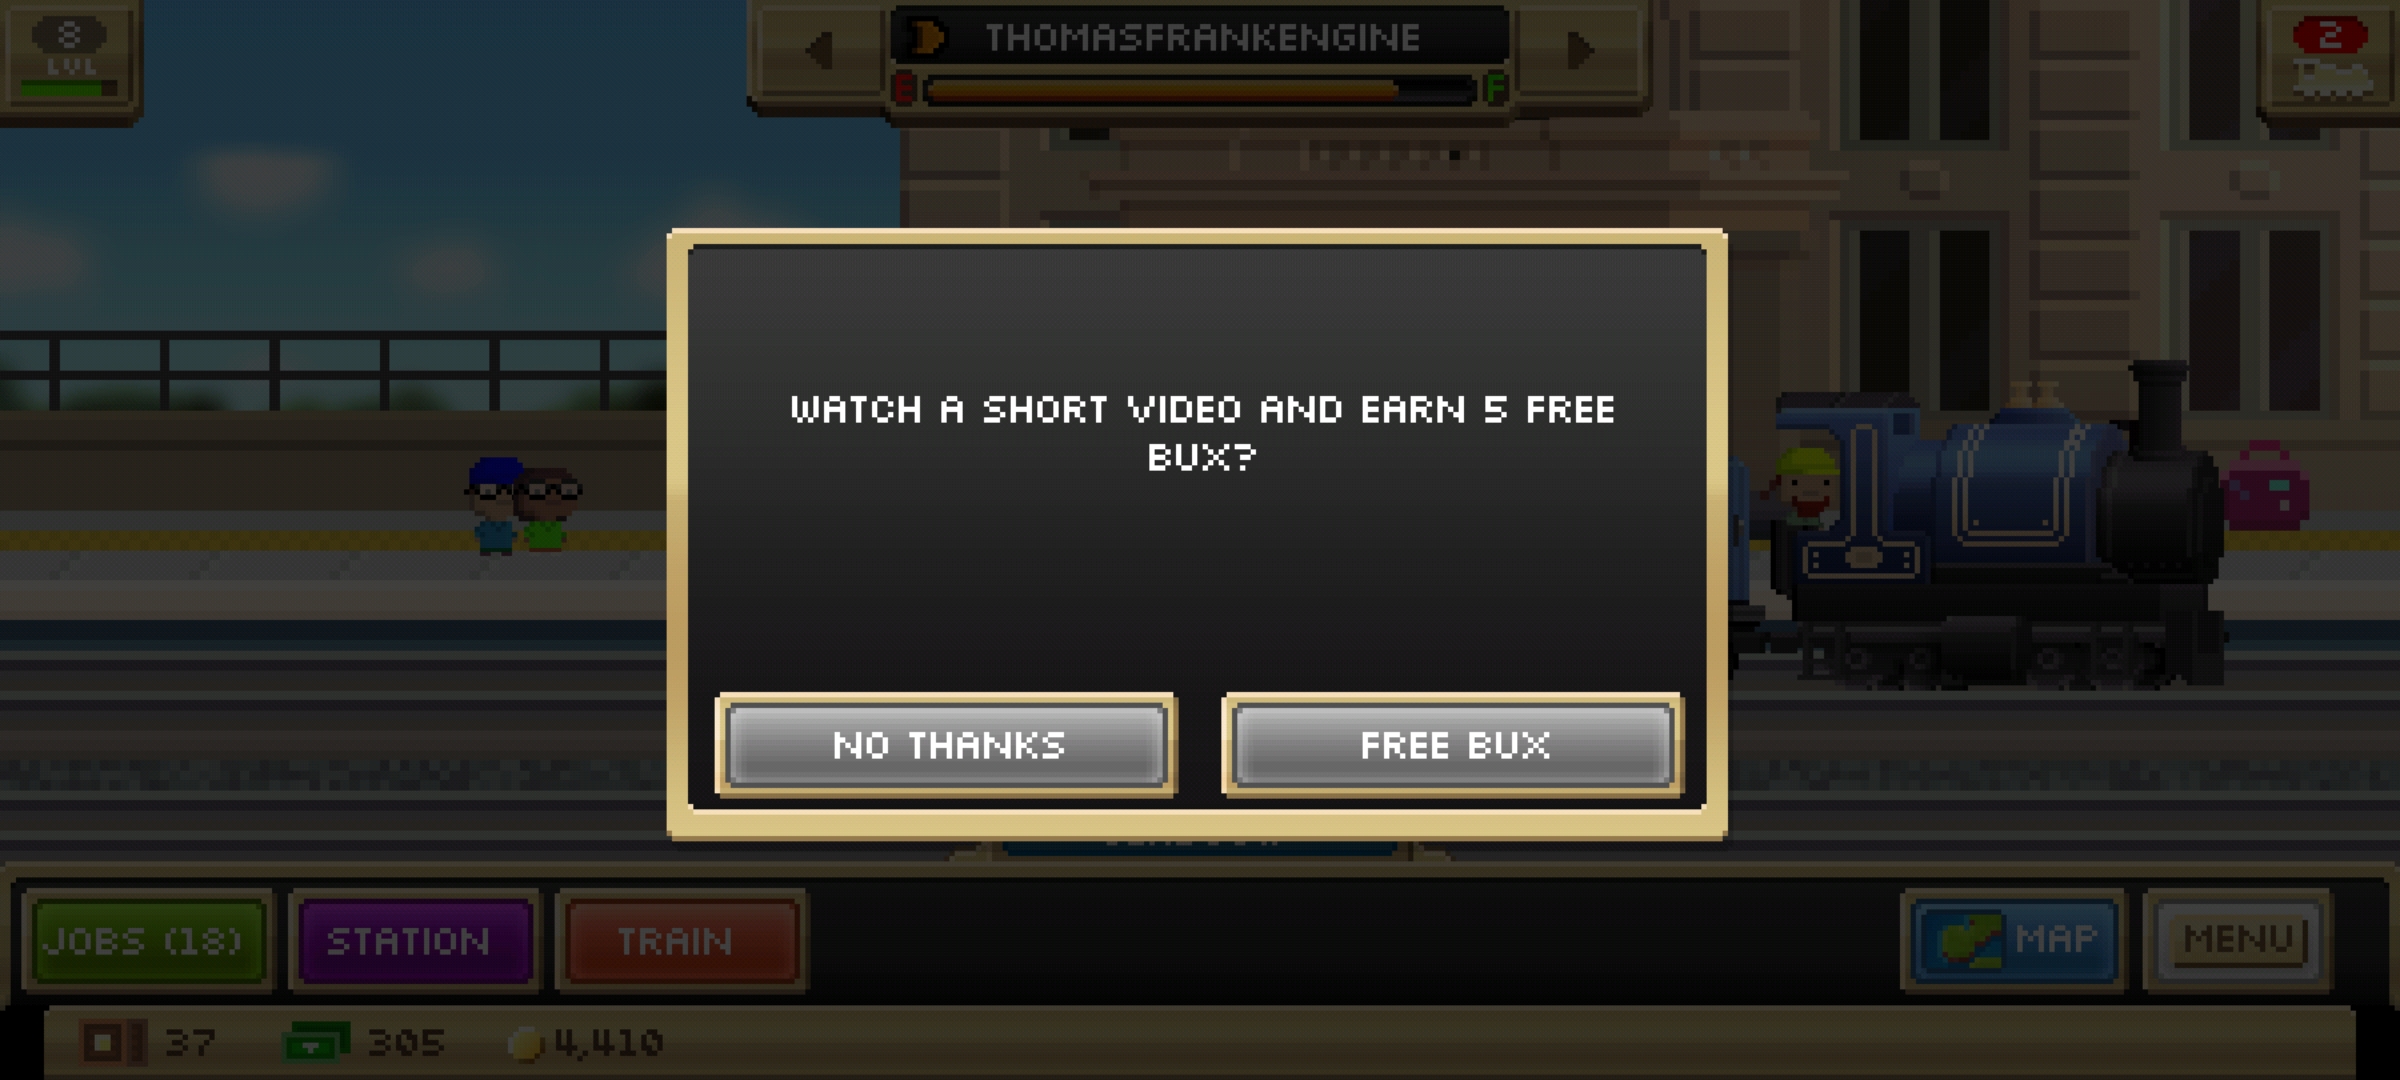 8
LVL
THOMASFRANKENGINE
E
F
2
WATCH A SHORT VIDEO AND EARN 5 FREE
BUX?
NO THANKS
FREE BUX
JOBS (18)
STATION
TRAIN
MAP
MENU
37
305
4,410